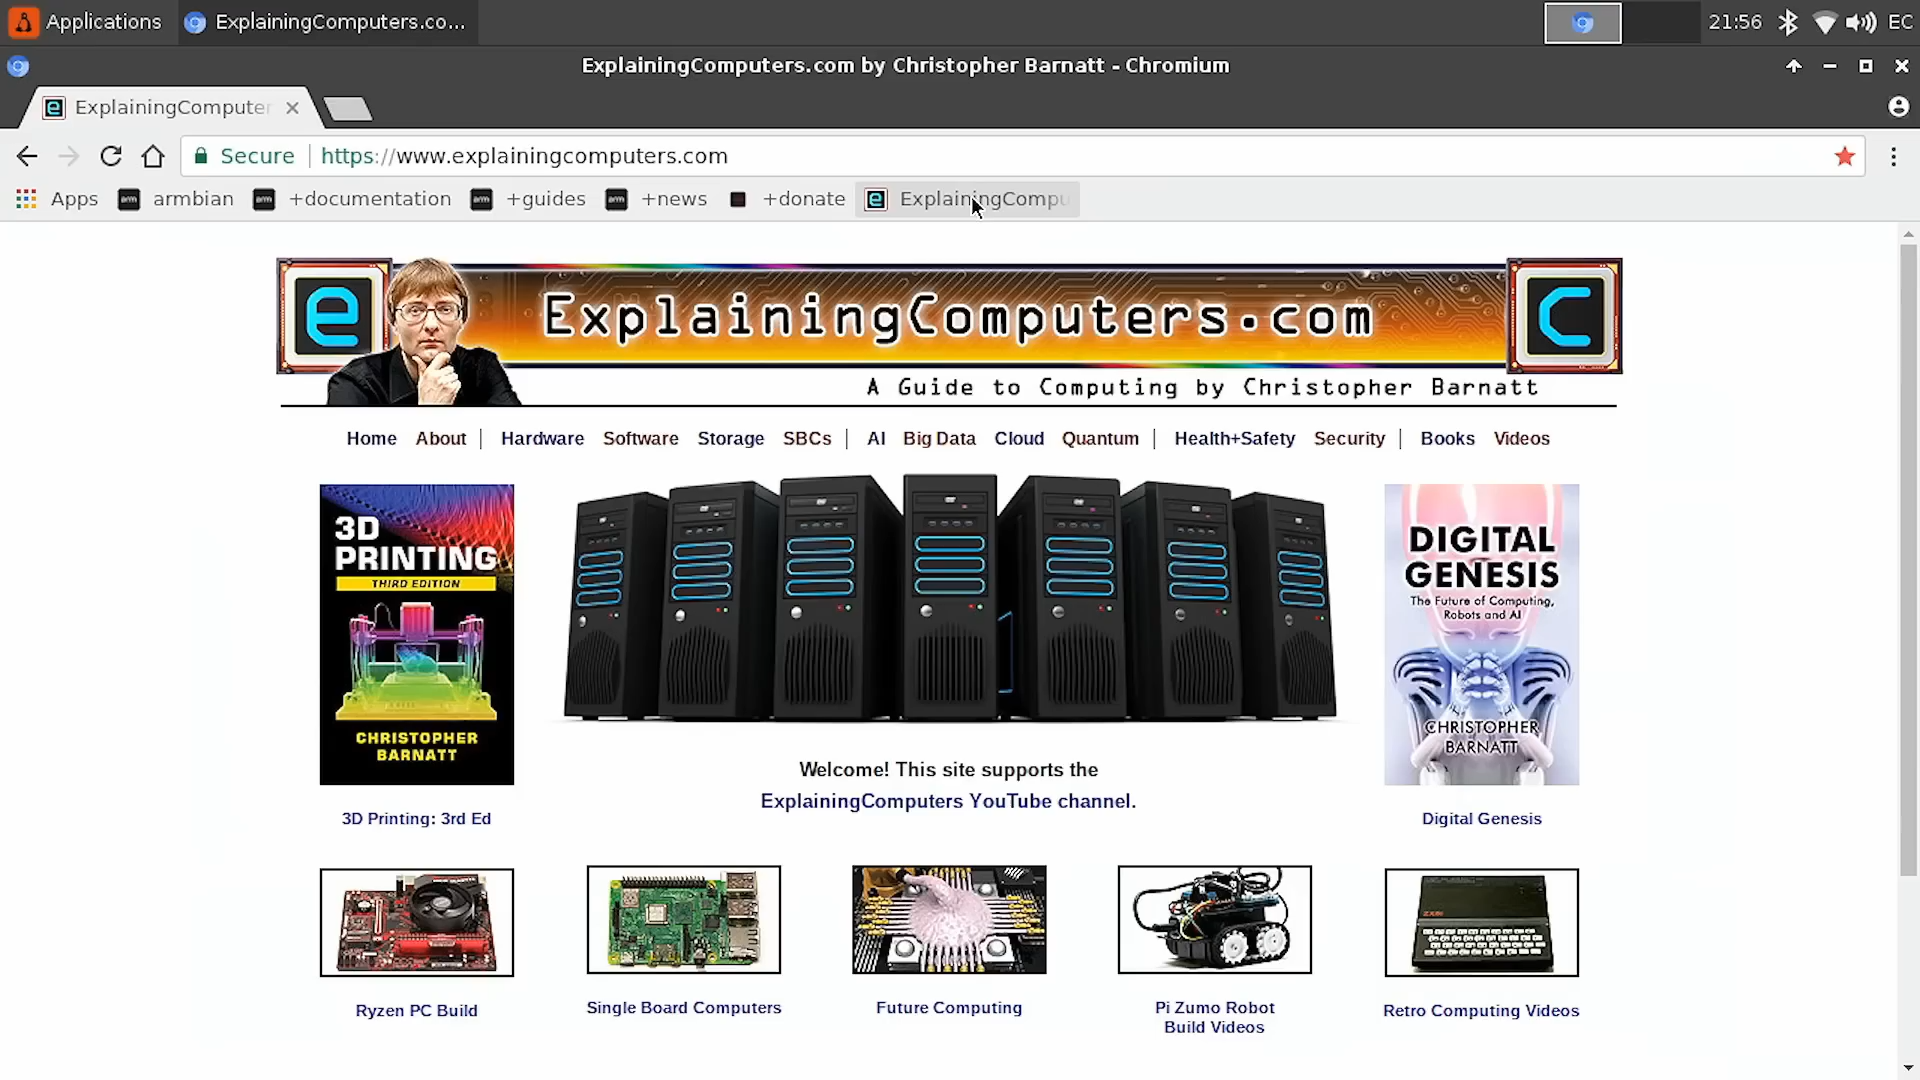 Applications ExplainingComputers.co... 21:56 EC
ExplainingComputers.com by Christopher Barnatt - Chromium
ExplainingComputer
Secure https://www.explainingcomputers.com
Apps armbian +documentation +guides +news +donate ExplainingCompu
e ExplainingComputers.com C
A Guide to Computing by Christopher Barnatt
Home About | Hardware Software Storage SBCs | AI Big Data Cloud Quantum | Health+Safety Security | Books Videos
3D
PRINTING
THIRD EDITION
CHRISTOPHER
BARNATT
DIGITAL
GENESIS
The Future of Computing,
Robots and AI
CHRISTOPHER
BARNATT
Welcome! This site supports the
ExplainingComputers YouTube channel.
3D Printing: 3rd Ed
Digital Genesis
Ryzen PC Build
Single Board Computers
Future Computing
Pi Zumo Robot
Build Videos
Retro Computing Videos